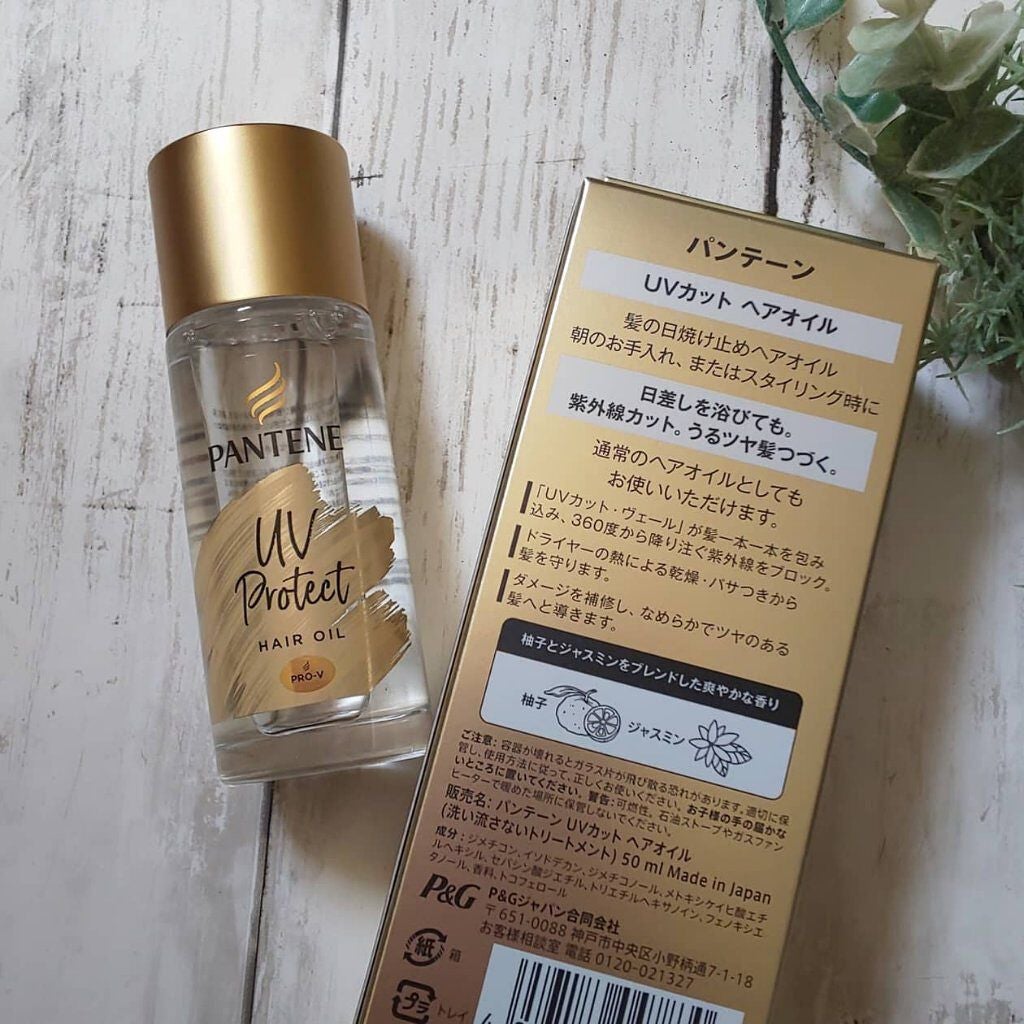 PANTENE
UV
Protect
HAIR OIL
PRO-V
パンテーン
UVカット ヘアオイル
髪の日焼け止めヘアオイル
朝のお手入れ、またはスタイリング時に
日差しを浴びても。
紫外線カット。うるツヤ髪つづく。
通常のヘアオイルとしても
お使いいただけます。
「UVカット・ヴェール」が髪一本一本を包み
込み、360度から降り注ぐ紫外線をブロック。
ドライヤーの熱による乾燥・パサつきから
髪を守ります。
ダメージを補修し、なめらかでツヤのある
髪へと導きます。
柚子とジャスミンをブレンドした爽やかな香り
柚子
ジャスミン
ご注意: 容器が壊れるとガラス片が飛び散る恐れがあります。適切に保
管し、使用方法に従って、正しくお使いください。お子様の手の届かな
いところに置いてください。警告: 可燃性。石油ストーブやガスファン
ヒーターで暖めた場所に保管しないでください。
販売名: パンテーン UVカット ヘアオイル
(洗い流さないトリートメント) 50 ml Made in Japan
成分: ジメチコン、イソドデカン、ジメチコノール、メトキシケイヒ酸エチ
ルヘキシル、セバシン酸ジエチル、トリエチルヘキサノイン、フェノキシエ
タノール、香料、トコフェロール
P&G P&Gジャパン合同会社
〒651-0088 神戸市中央区小野柄通7-1-18
お客様相談室 電話 0120-021327
紙 箱
プラ トレイ